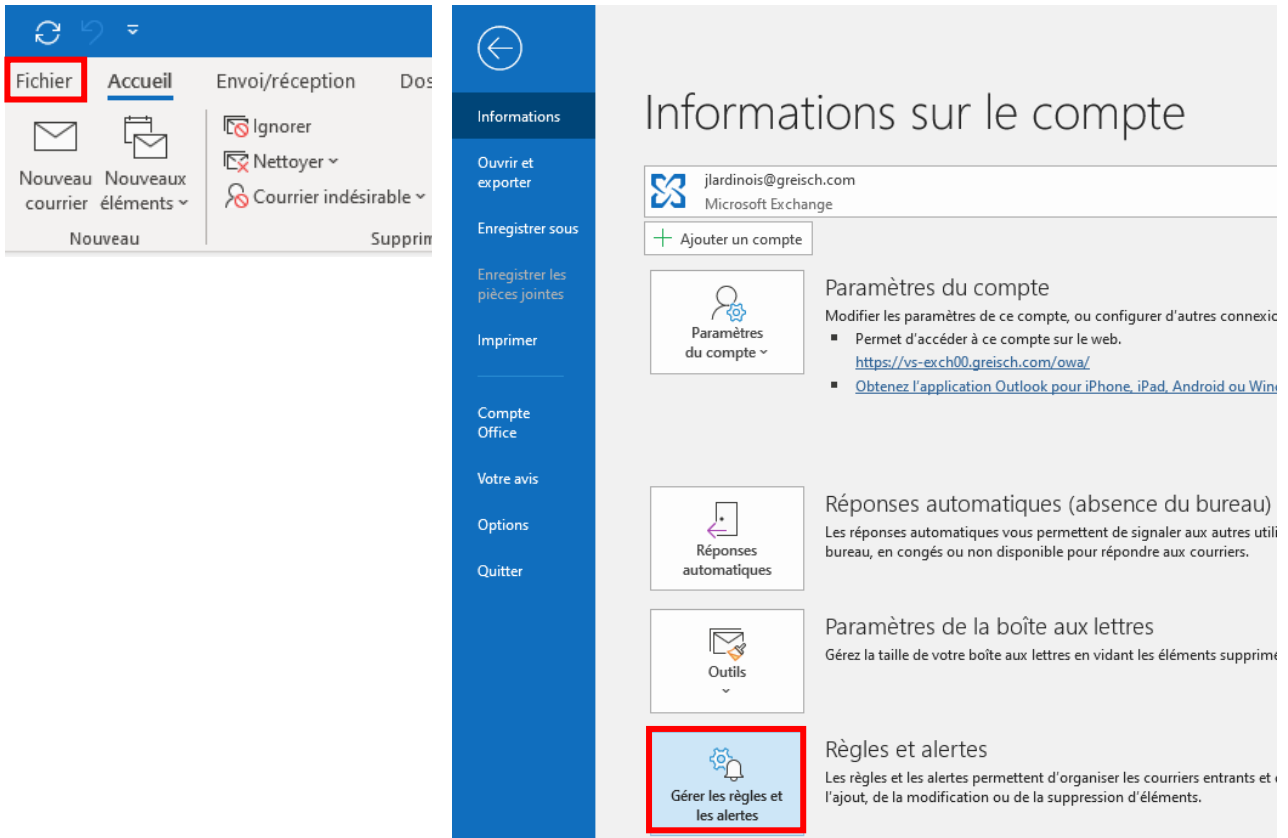 Fichier Accueil Envoi/réception Dos
Ignorer
Nettoyer
Courrier indésirable
Nouveau courrier
Nouveaux éléments
Nouveau
Supprim
Informations
Ouvrir et
exporter
Enregistrer sous
Enregistrer les
pièces jointes
Imprimer
Compte
Office
Votre avis
Options
Quitter
Informations sur le compte
jlardinois@greisch.com
Microsoft Exchange
Ajouter un compte
Paramètres
du compte
Paramètres du compte
Modifier les paramètres de ce compte, ou configurer d'autres connexio
Permet d'accéder à ce compte sur le web.
https://vs-exch00.greisch.com/owa/
Obtenez l'application Outlook pour iPhone, iPad, Android ou Win
Réponses
automatiques
Réponses automatiques (absence du bureau)
Les réponses automatiques vous permettent de signaler aux autres utili
bureau, en congés ou non disponible pour répondre aux courriers.
Outils
Paramètres de la boîte aux lettres
Gérez la taille de votre boîte aux lettres en vidant les éléments supprimé
Gérer les règles et
les alertes
Règles et alertes
Les règles et les alertes permettent d'organiser les courriers entrants et
l'ajout, de la modification ou de la suppression d'éléments.